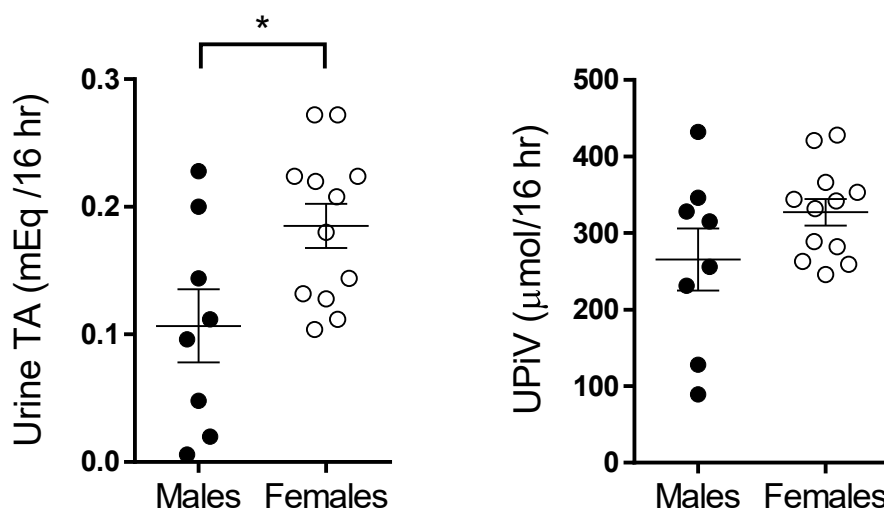 *
Urine TA (mEq /16 hr)
0.3
0.2
0.1
0.0
Males Females
UPiV (μmol/16 hr)
500
400
300
200
100
0
Males Females